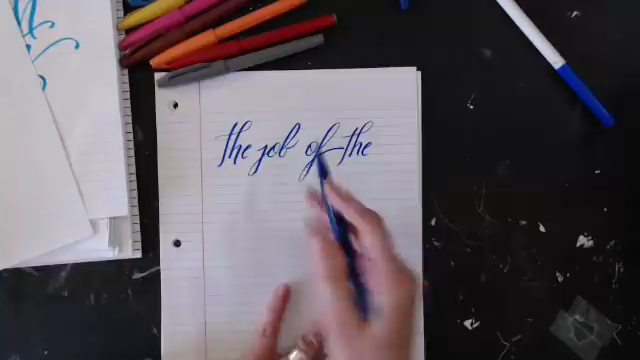 the job of the